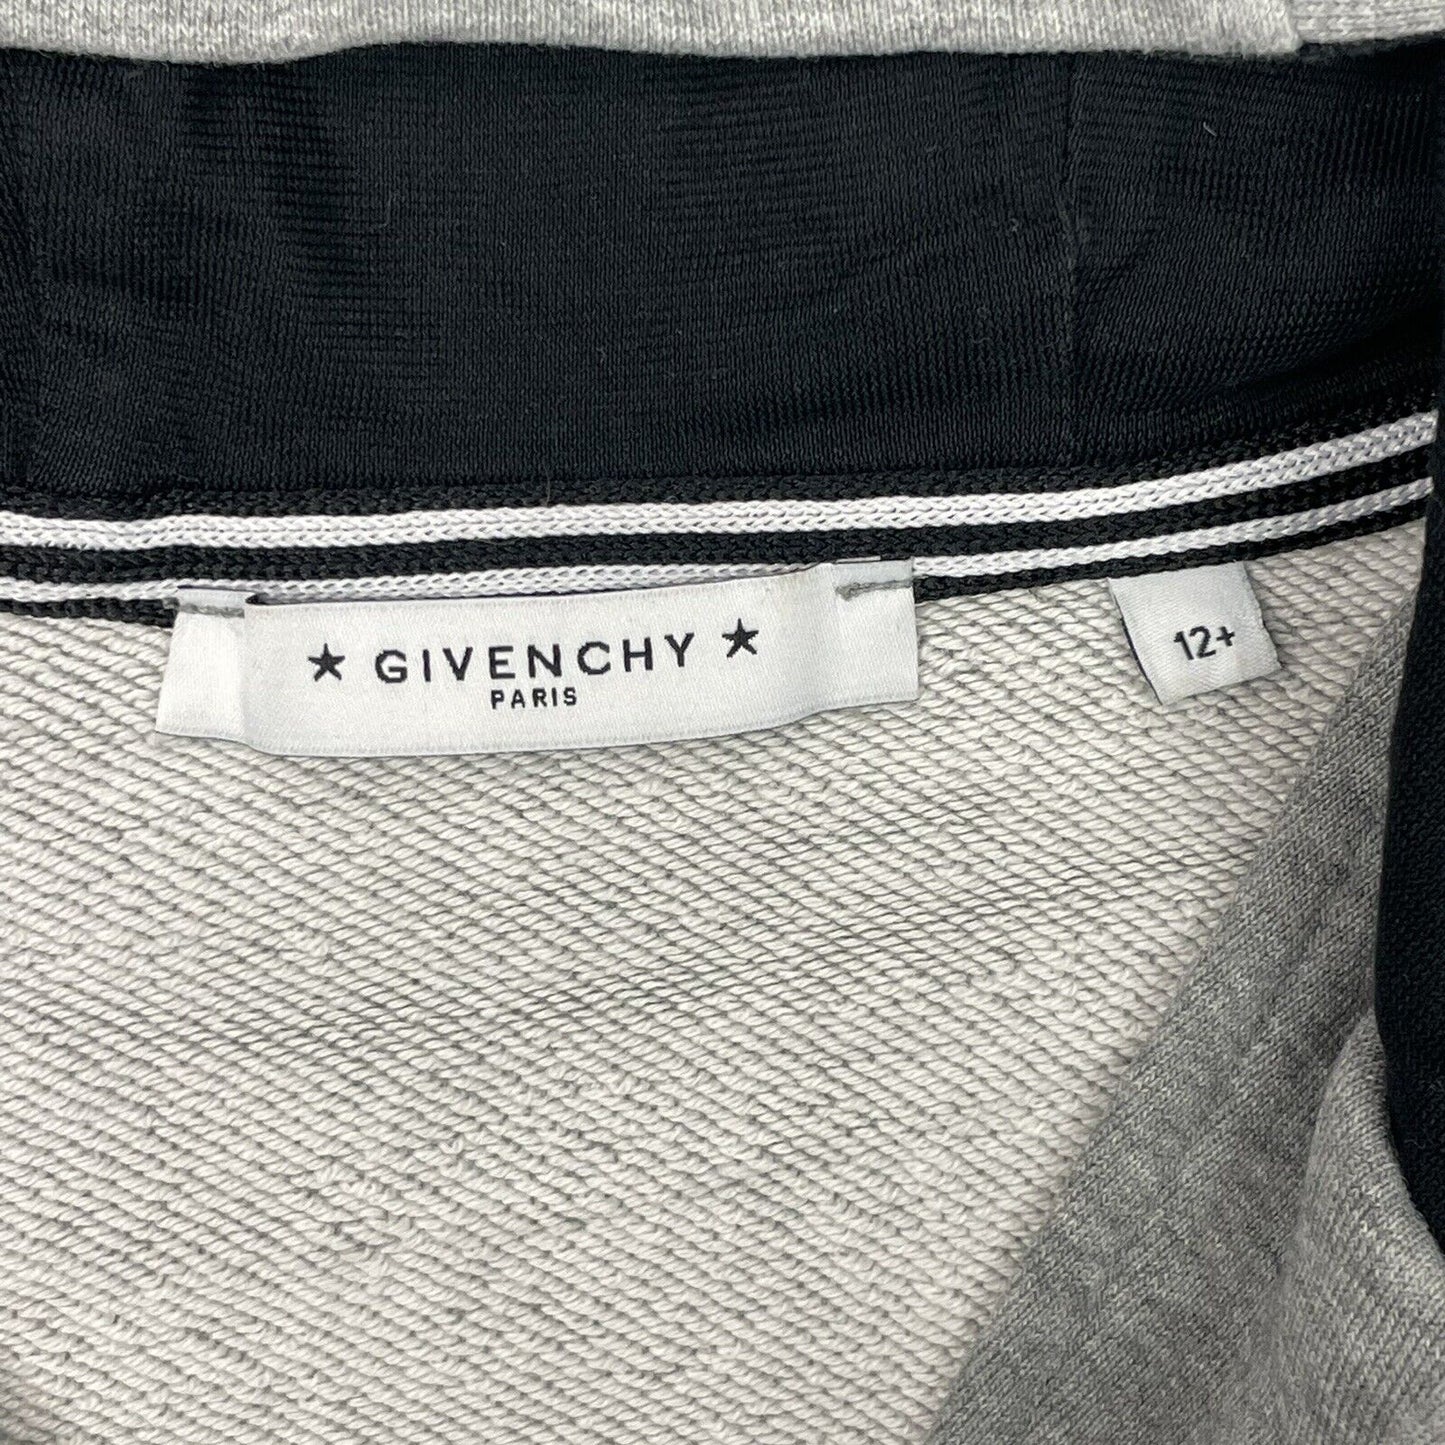 ★ GIVENCHY ★
PARIS
12+